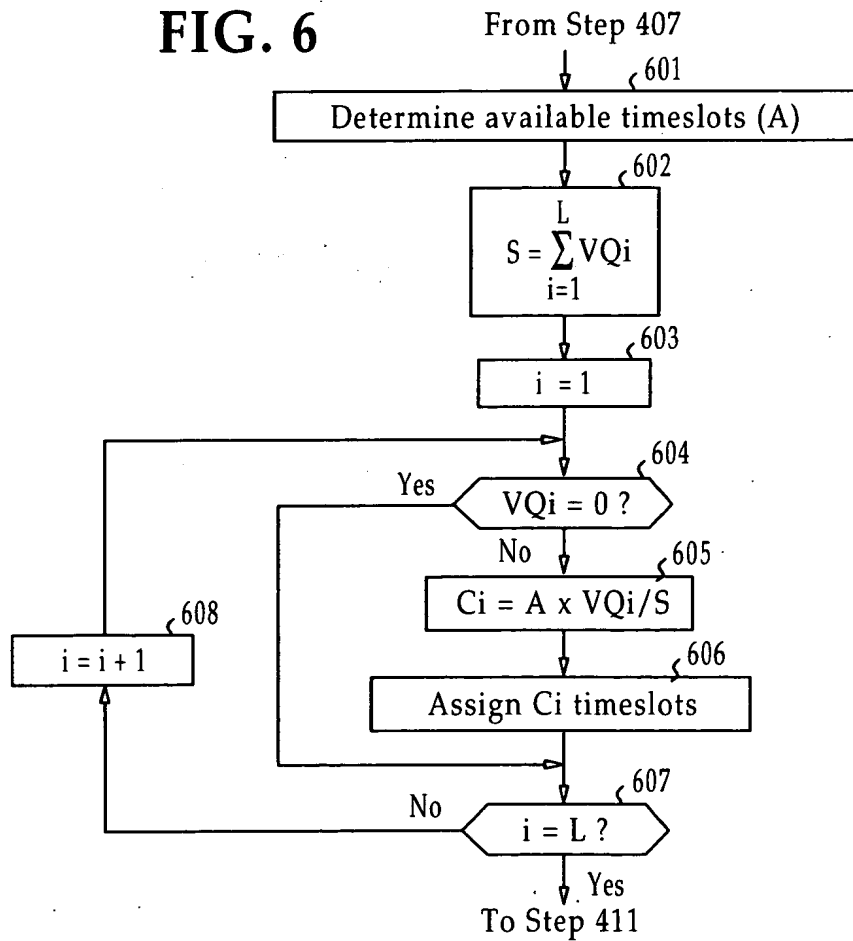 FIG. 6
From Step 407
601
Determine available timeslots (A)
602
L
S = ∑ VQi
i=1
603
i = 1
604
Yes
VQi = 0 ?
No
605
Ci = A x VQi/S
608
i = i + 1
606
Assign Ci timeslots
607
No
i = L ?
Yes
To Step 411